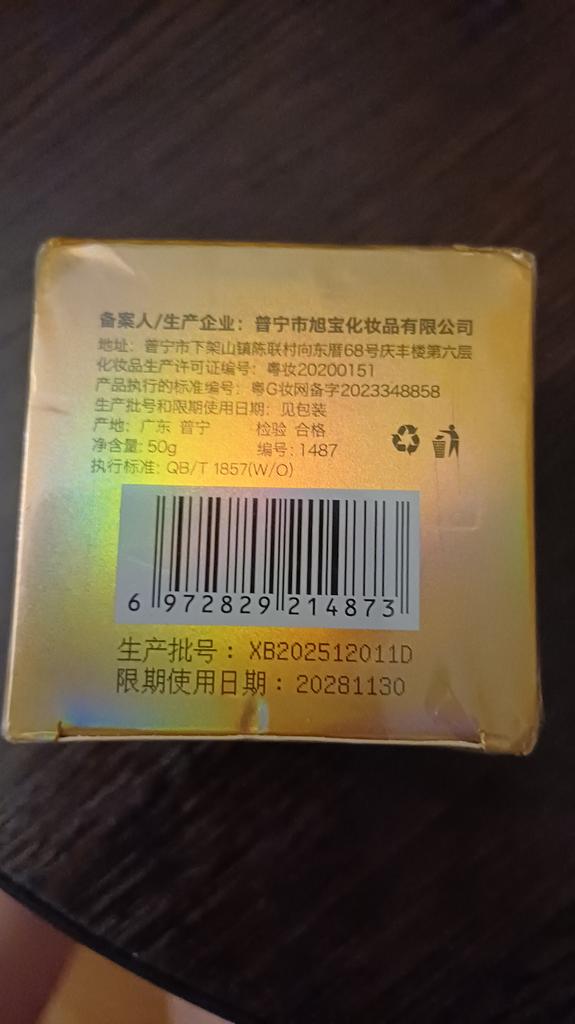 备案人/生产企业：普宁市旭宝化妆品有限公司
地址：普宁市下架山镇陈联村向东厝68号庆丰楼第六层
化妆品生产许可证编号：粤妆20200151
产品执行的标准编号：粤G妆网备字2023348858
生产批号和限期使用日期：见包装
产地：广东 普宁 检验 合格
净含量: 50g 编号: 1487
执行标准: QB/T 1857(W/O)
6 972829 214873
生产批号：XB202512011D
限期使用日期：20281130